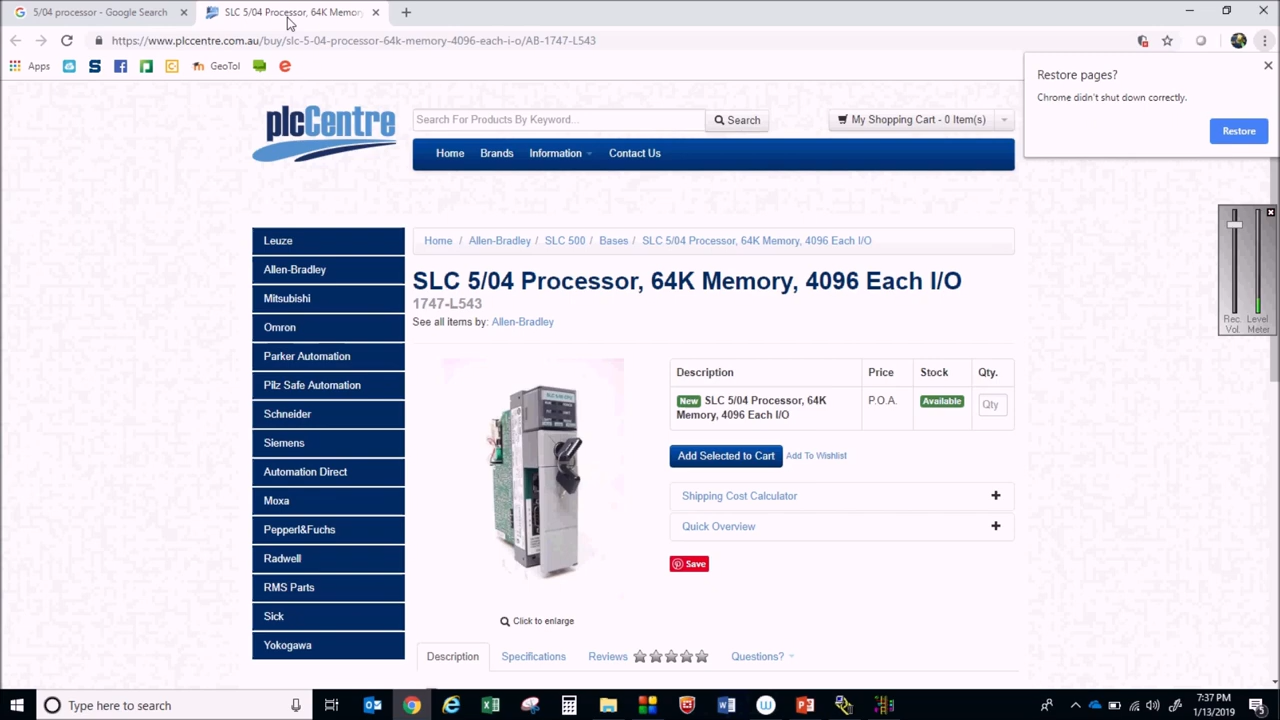 5/04 processor - Google Search
SLC 5/04 Processor, 64K Memory
https://www.plccentre.com.au/buy/slc-5-04-processor-64k-memory-4096-each-i-o/AB-1747-L543
Apps
GeoTol
Restore pages?
Chrome didn't shut down correctly.
Restore
plcCentre
Search For Products By Keyword...
Search
My Shopping Cart - 0 Item(s)
Home Brands Information Contact Us
Leuze
Allen-Bradley
Mitsubishi
Omron
Parker Automation
Pilz Safe Automation
Schneider
Siemens
Automation Direct
Moxa
Pepperl&Fuchs
Radwell
RMS Parts
Sick
Yokogawa
Home / Allen-Bradley / SLC 500 / Bases / SLC 5/04 Processor, 64K Memory, 4096 Each I/O
SLC 5/04 Processor, 64K Memory, 4096 Each I/O
1747-L543
See all items by: Allen-Bradley
Description Price Stock Qty.
New SLC 5/04 Processor, 64K P.O.A. Available Qty
Memory, 4096 Each I/O
Add Selected to Cart Add To Wishlist
Shipping Cost Calculator
Quick Overview
Save
Click to enlarge
Description Specifications Reviews Questions?
Rec. Level
Vol. Meter
Type here to search
7:37 PM
1/13/2019